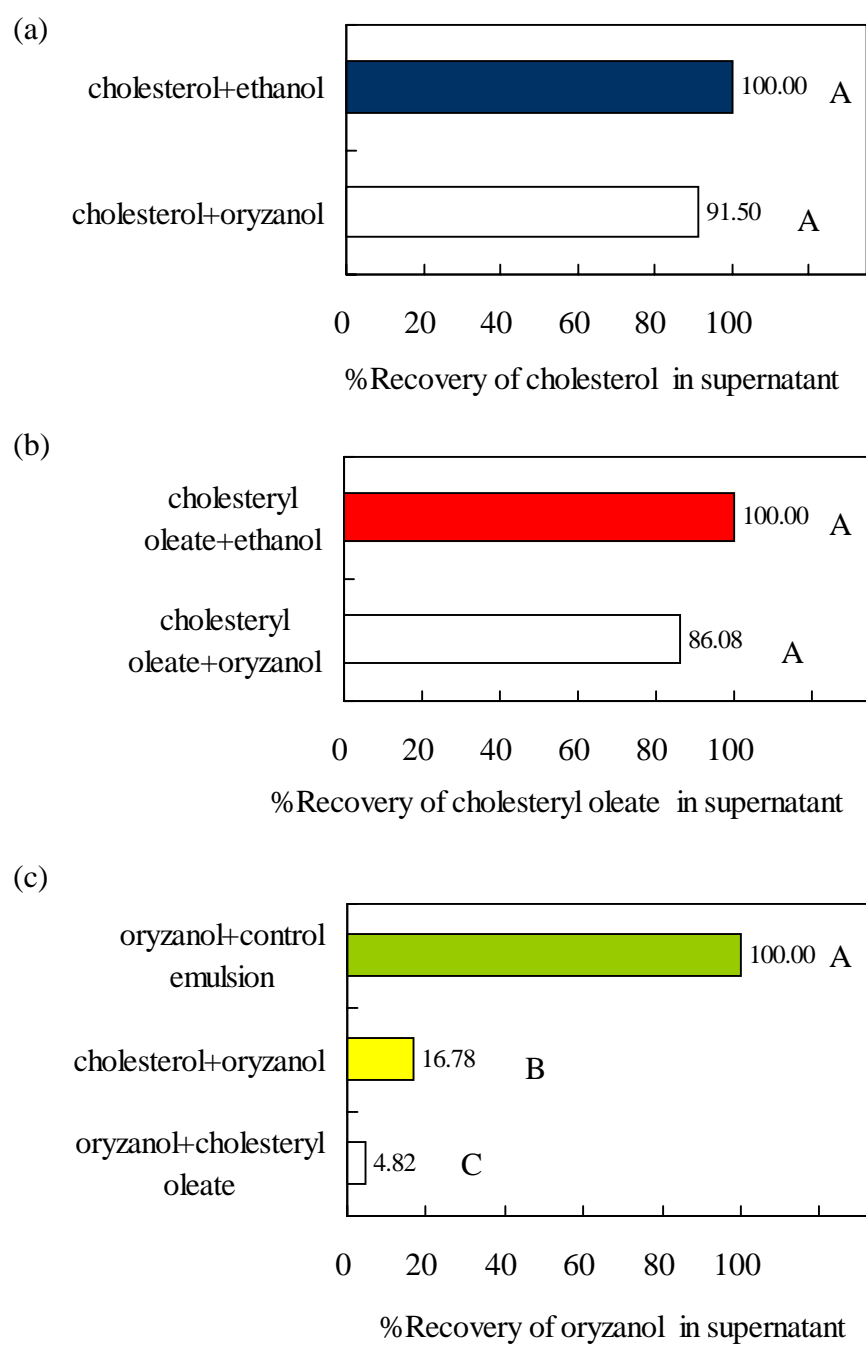 (a)
cholesterol+ethanol
100.00 A
cholesterol+oryzanol
91.50 A
0 20 40 60 80 100
%Recovery of cholesterol in supernatant
(b)
cholesteryl
oleate+ethanol
100.00 A
cholesteryl
oleate+oryzanol
86.08 A
0 20 40 60 80 100
%Recovery of cholesteryl oleate in supernatant
(c)
oryzanol+control
emulsion
100.00 A
cholesterol+oryzanol
16.78 B
oryzanol+cholesteryl
oleate
4.82 C
0 20 40 60 80 100
%Recovery of oryzanol in supernatant